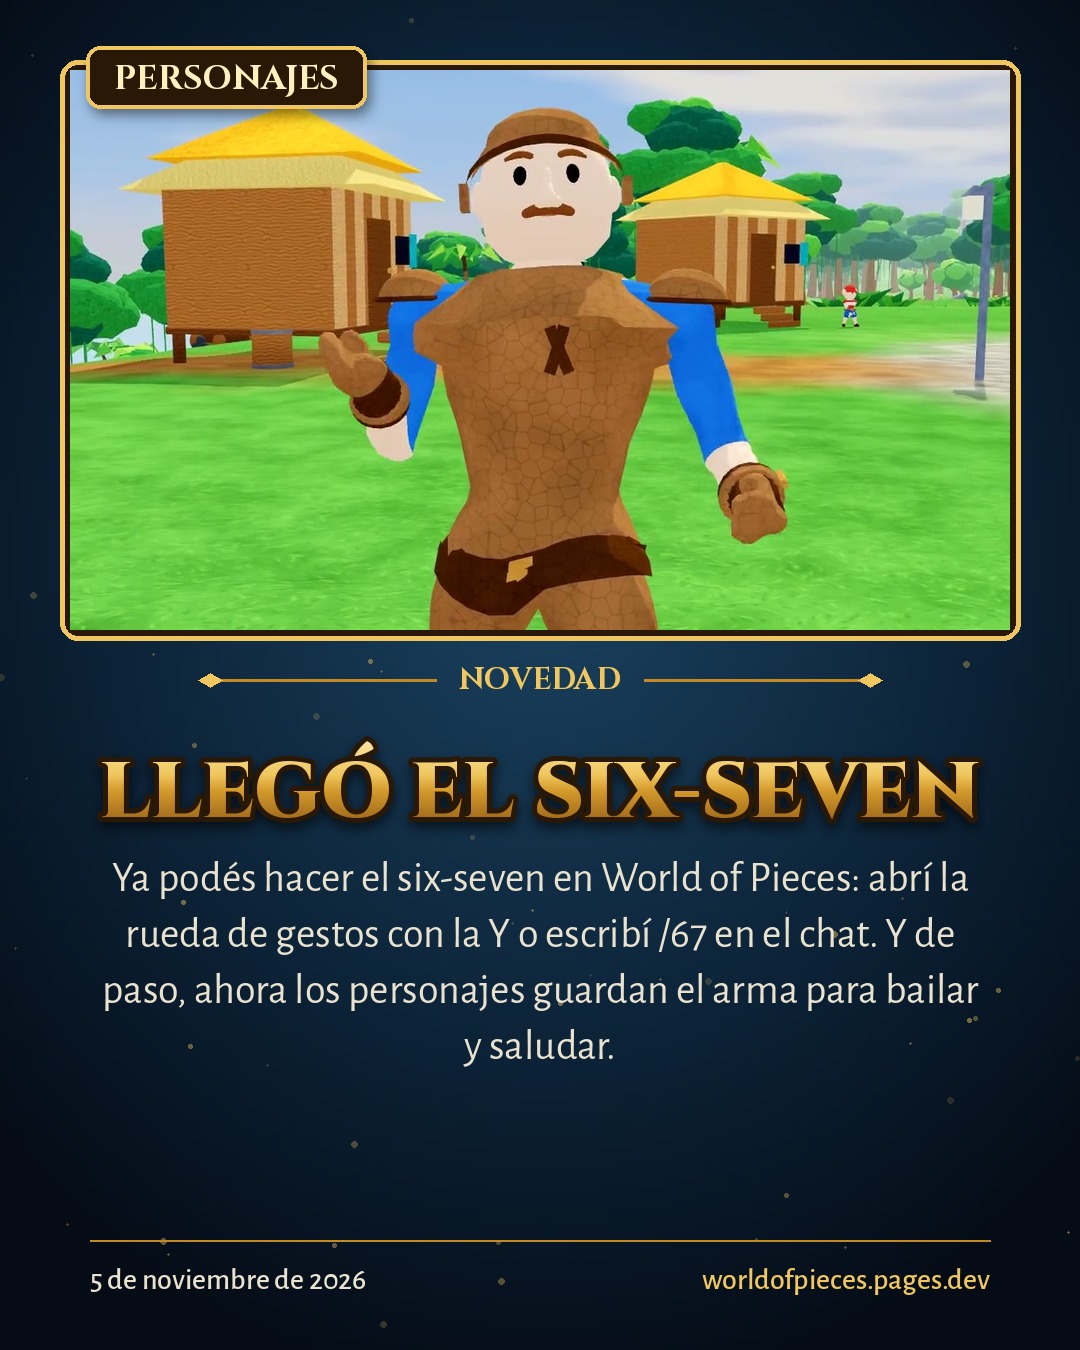 PERSONAJES
NOVEDAD
LLEGÓ EL SIX-SEVEN
Ya podés hacer el six-seven en World of Pieces: abrí la
rueda de gestos con la Y o escribí /67 en el chat. Y de
paso, ahora los personajes guardan el arma para bailar
y saludar.
5 de noviembre de 2026
worldofpieces.pages.dev